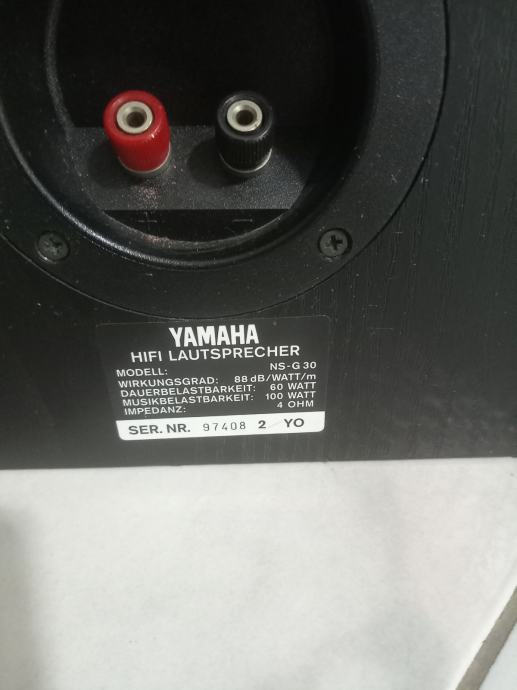 YAMAHA
HIFI LAUTSPRECHER
MODELL: NS-G 30
WIRKUNGSGRAD: 88 dB/WATT/m
DAUERBELASTBARKEIT: 60 WATT
MUSIKBELASTBARKEIT: 100 WATT
IMPEDANZ: 4 OHM
SER. NR. 97408 2 YO